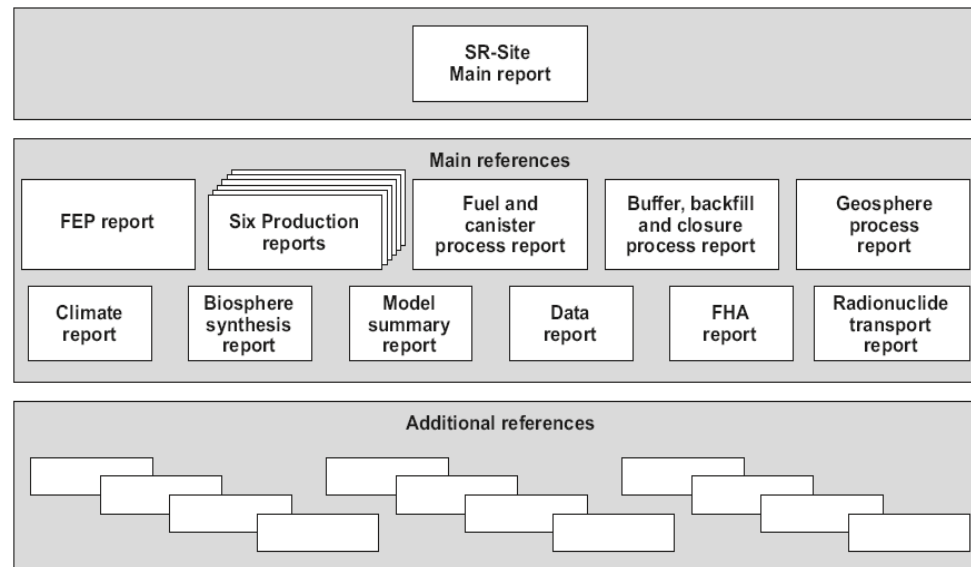 SR-Site
Main report
Main references
FEP report
Six Production
reports
Fuel and
canister
process report
Buffer, backfill
and closure
process report
Geosphere
process
report
Climate
report
Biosphere
synthesis
report
Model
summary
report
Data
report
FHA
report
Radionuclide
transport
report
Additional references